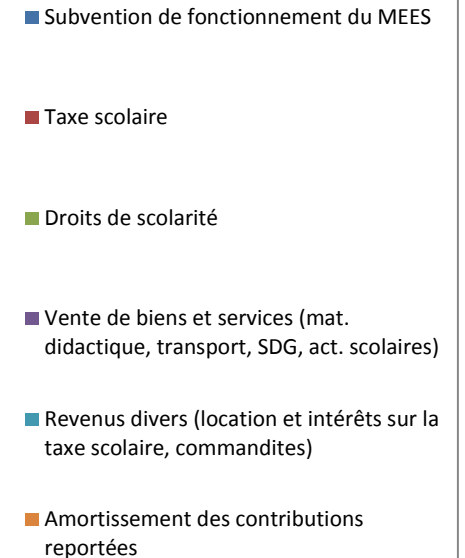 Subvention de fonctionnement du MEES
Taxe scolaire
Droits de scolarité
Vente de biens et services (mat.
didactique, transport, SDG, act. scolaires)
Revenus divers (location et intérêts sur la
taxe scolaire, commandites)
Amortissement des contributions
reportées